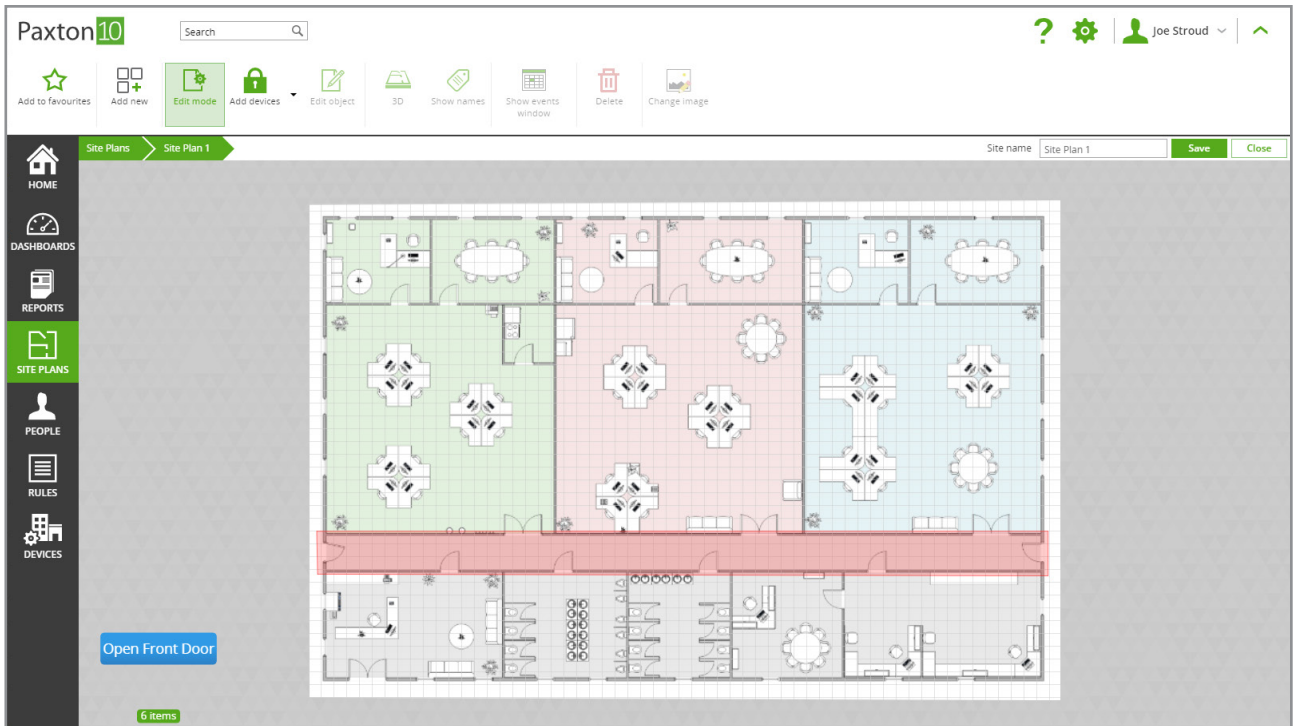 Paxton 10
Search
Joe Stroud
Add to favourites
Add new
Edit mode
Add devices
Edit object
3D
Show names
Show events
window
Delete
Change image
Site Plans
Site Plan 1
Site name
Site Plan 1
Save
Close
HOME
DASHBOARDS
REPORTS
SITE PLANS
PEOPLE
RULES
DEVICES
Open Front Door
6 items